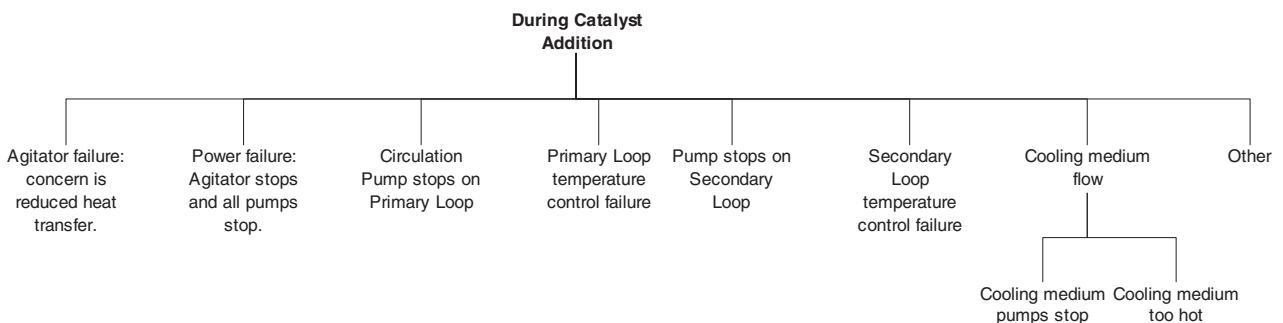 During Catalyst
Addition
Agitator failure:
concern is
reduced heat
transfer.
Power failure:
Agitator stops
and all pumps
stop.
Circulation
Pump stops on
Primary Loop
Primary Loop
temperature
control failure
Pump stops on
Secondary
Loop
Secondary
Loop
temperature
control failure
Cooling medium
flow
Other
Cooling medium
pumps stop
Cooling medium
too hot